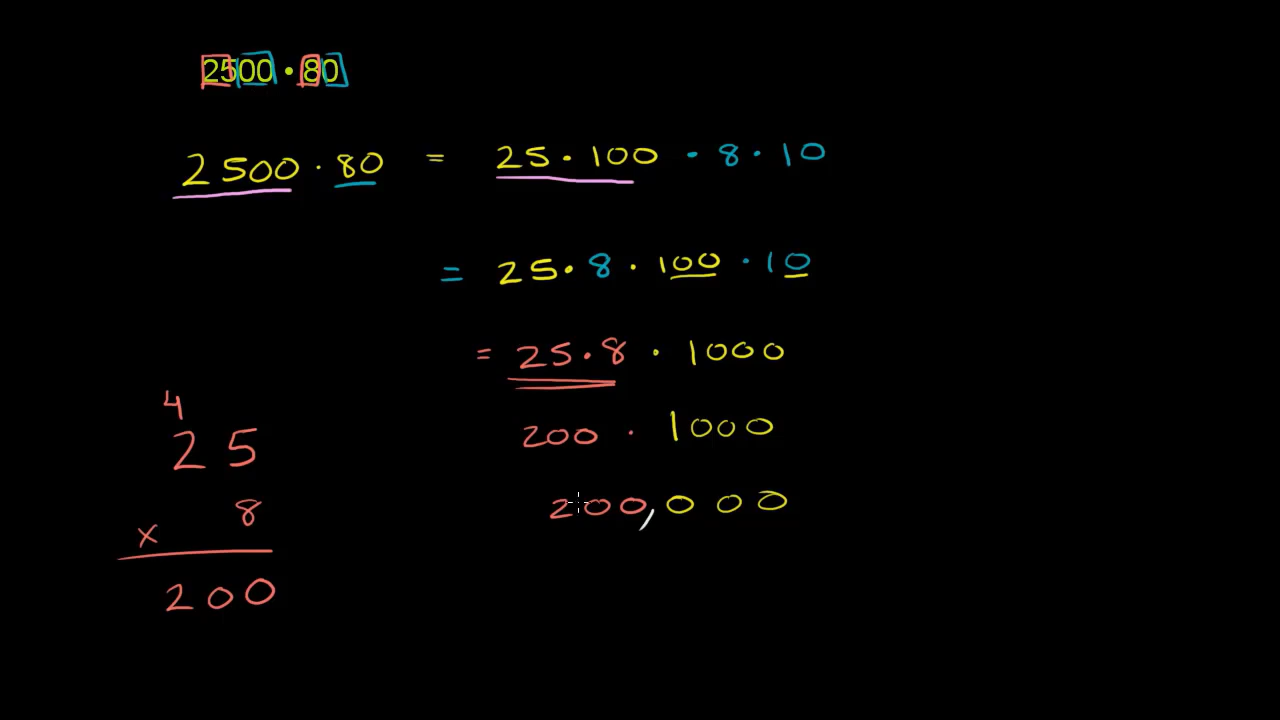 2500 • 80
2500 · 80 = 25 · 100 · 8 · 10
= 25 · 8 · 100 · 10
= 25 · 8 · 1000
200 · 1000
200,000
4
25
x 8
200